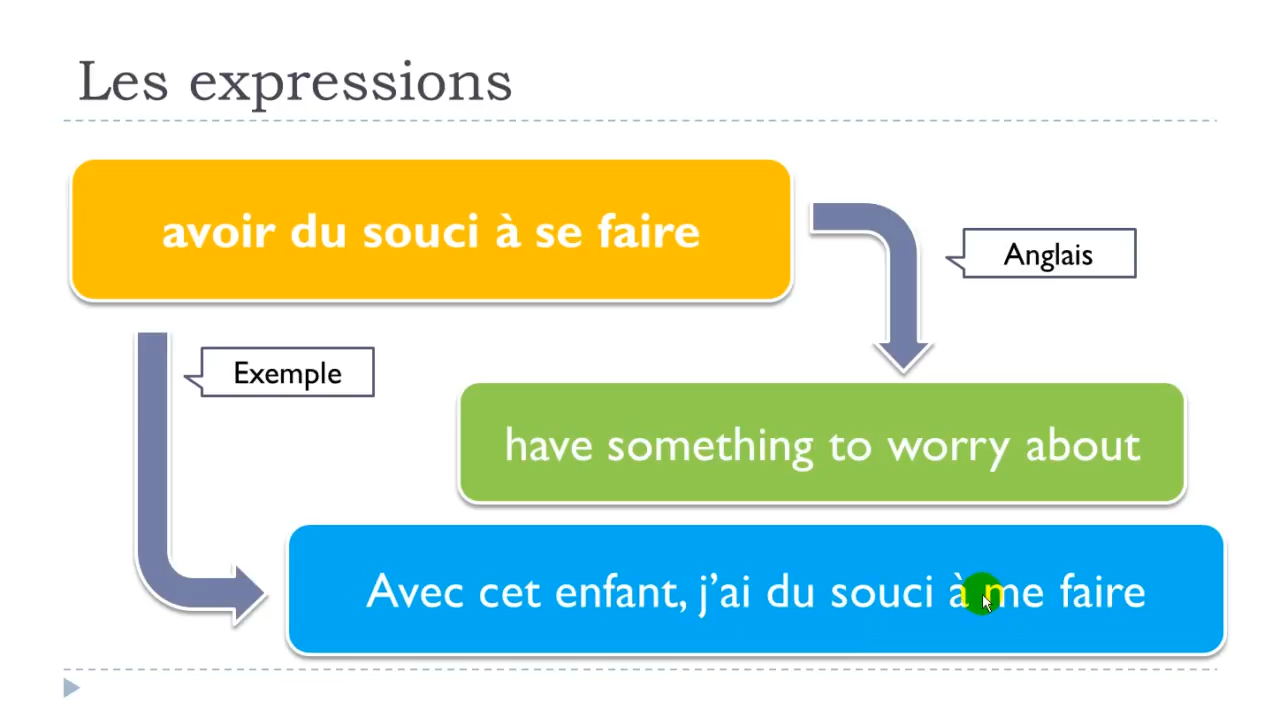 Les expressions
avoir du souci à se faire
Anglais
Exemple
have something to worry about
Avec cet enfant, j’ai du souci à me faire